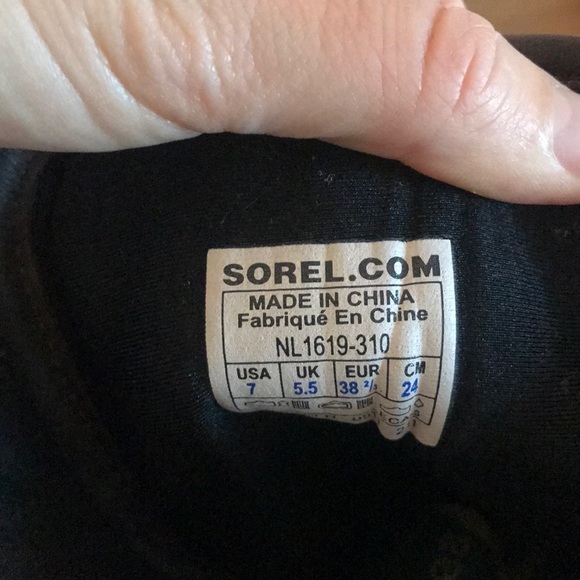 SOREL.COM
MADE IN CHINA
Fabriqué En Chine
NL1619-310
USA UK EUR CM
7 5.5 38 ²/₃ 24